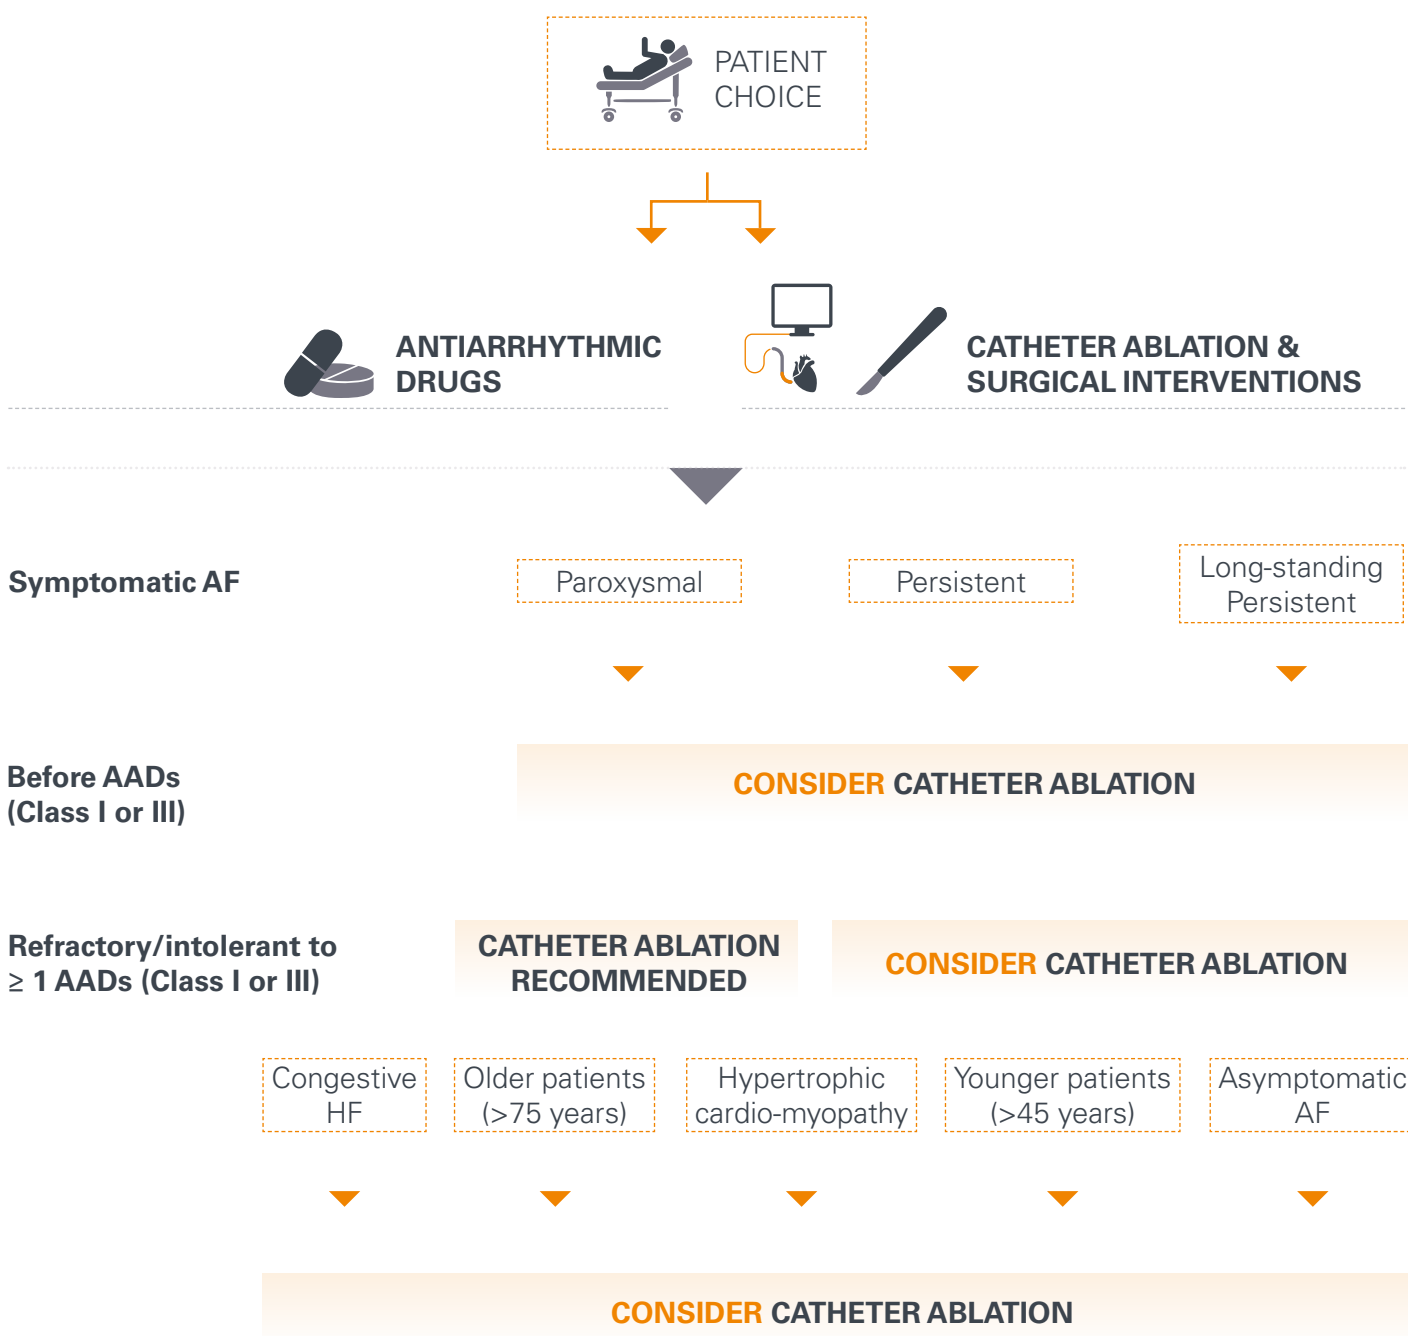 PATIENT
CHOICE
ANTIARRHYTHMIC
DRUGS
CATHETER ABLATION &
SURGICAL INTERVENTIONS
Symptomatic AF
Paroxysmal
Persistent
Long-standing
Persistent
Before AADs
(Class I or III)
CONSIDER CATHETER ABLATION
Refractory/intolerant to
≥ 1 AADs (Class I or III)
CATHETER ABLATION
RECOMMENDED
CONSIDER CATHETER ABLATION
Congestive
HF
Older patients
(>75 years)
Hypertrophic
cardio-myopathy
Younger patients
(>45 years)
Asymptomatic
AF
CONSIDER CATHETER ABLATION